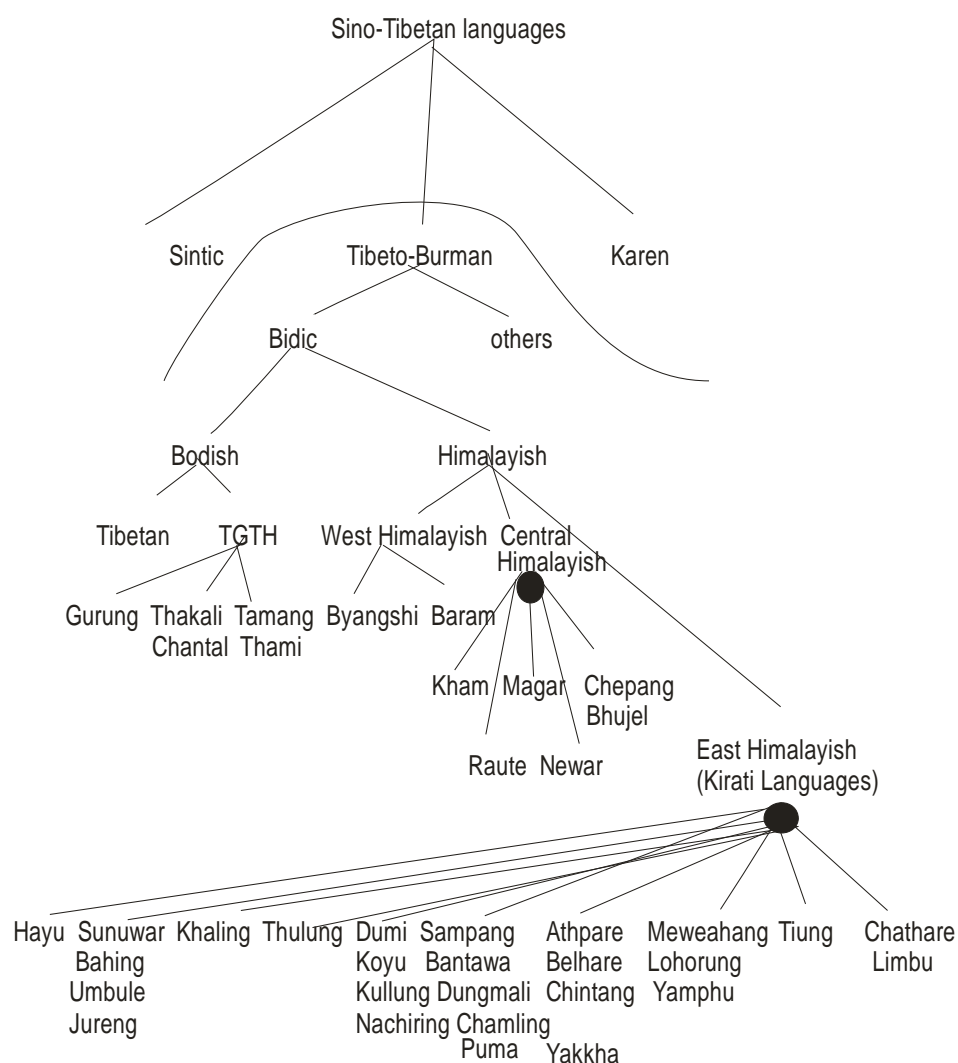 Sino-Tibetan languages
Sintic Tibeto-Burman Karen
Bidic others
Bodish Himalayish
Tibetan TGTH West Himalayish Central
Himalayish
Gurung Thakali Tamang Byangshi Baram
Chantal Thami
Kham Magar Chepang
Bhujel
Raute Newar
East Himalayish
(Kirati Languages)
Hayu Sunuwar Khaling Thulung Dumi Sampang Athpare Meweahang Tiung Chathare
Bahing Koyu Bantawa Belhare Lohorung Limbu
Umbule Kullung Dungmali Chintang Yamphu
Jureng Nachiring Chamling
Puma Yakkha